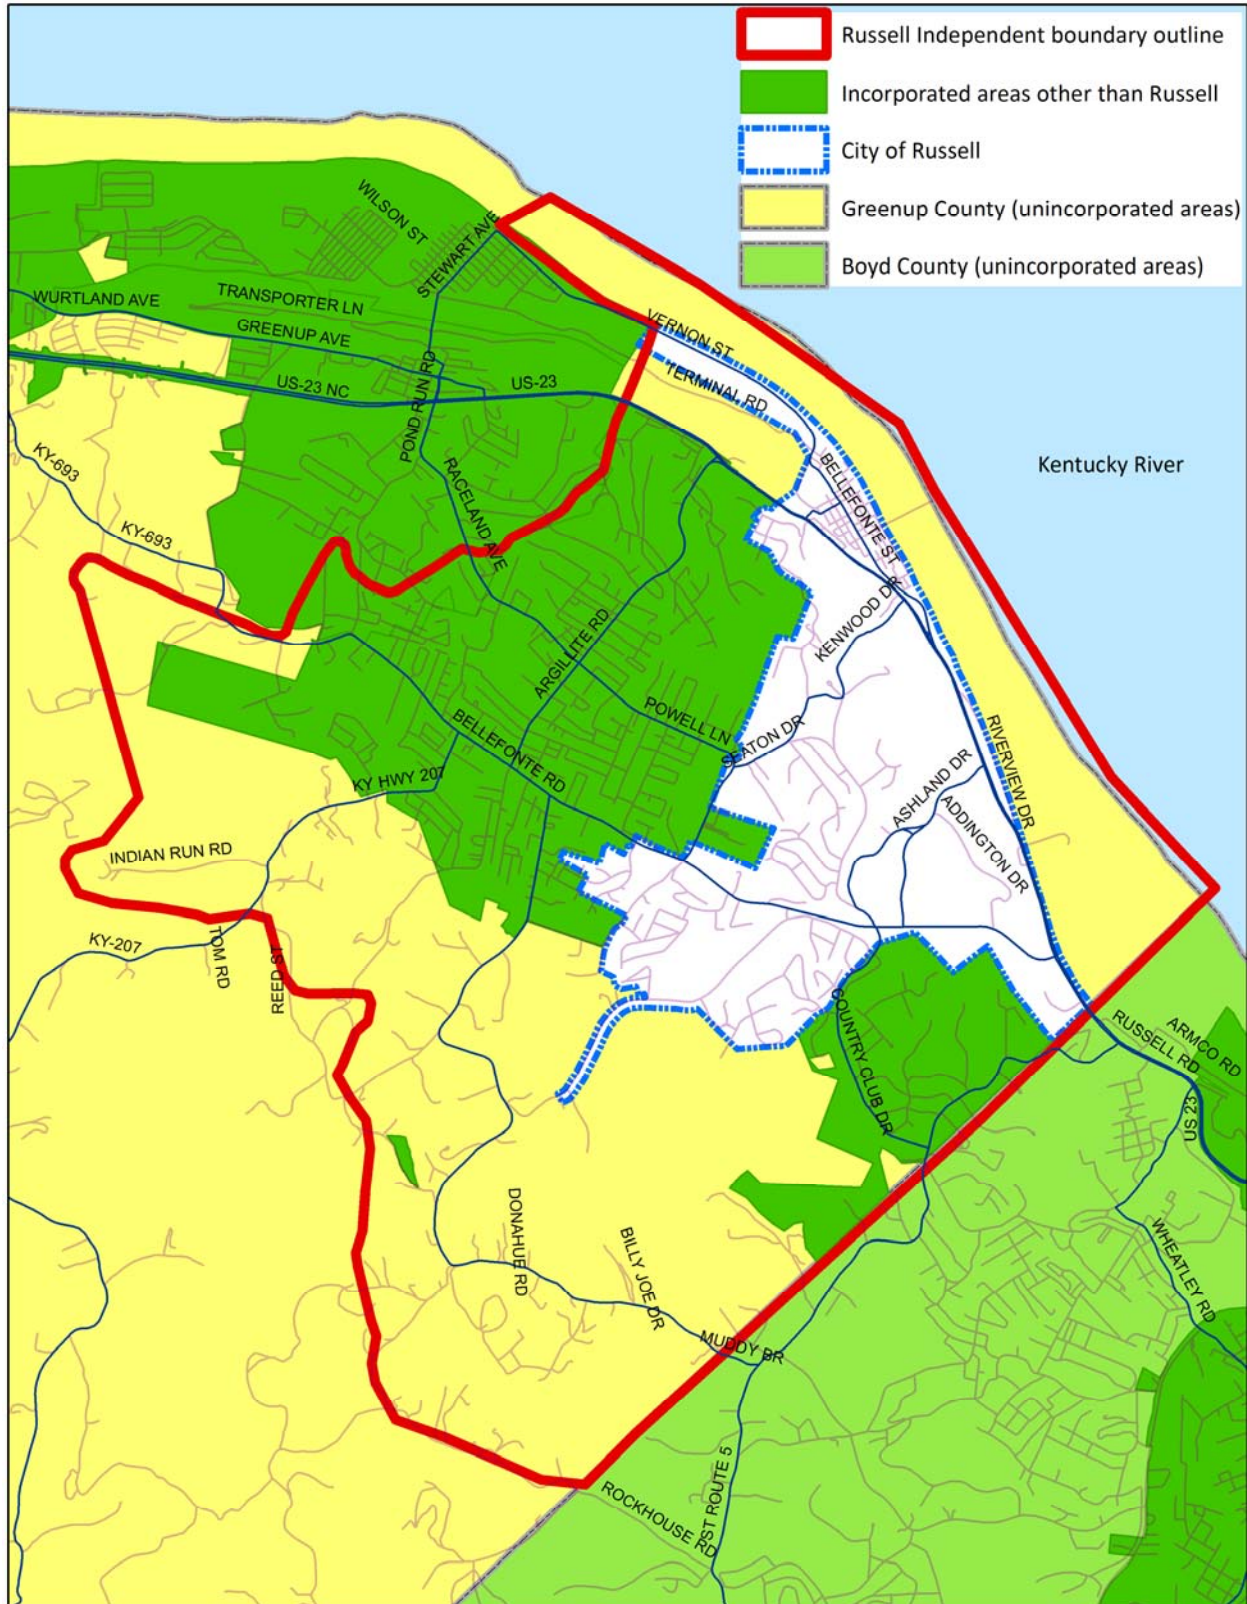 Russell Independent boundary outline
Incorporated areas other than Russell
City of Russell
Greenup County (unincorporated areas)
Boyd County (unincorporated areas)
Kentucky River
WILSON ST
STEWART AVE
TRANSPORTER LN
WURTLAND AVE
GREENUP AVE
US-23 NC
US-23
POND RUN RD
VERNON ST
TERMINAL RD
KY-693
RACELAND AVE
BELLEFONTE ST
KY-693
KENWOOD DR
ARGILLITE RD
POWELL LN
SEATON DR
BELLEFONTE RD
RIVERVIEW DR
KY HWY 207
ASHLAND DR
ADDINGTON DR
INDIAN RUN RD
KY-207
TOM RD
REED ST
COUNTRY CLUB DR
RUSSELL RD
ARMCO RD
US 23
DONAHUE RD
BILLY JOE DR
WHEATLEY RD
MUDDY BR
ST ROUTE 5
ROCKHOUSE RD